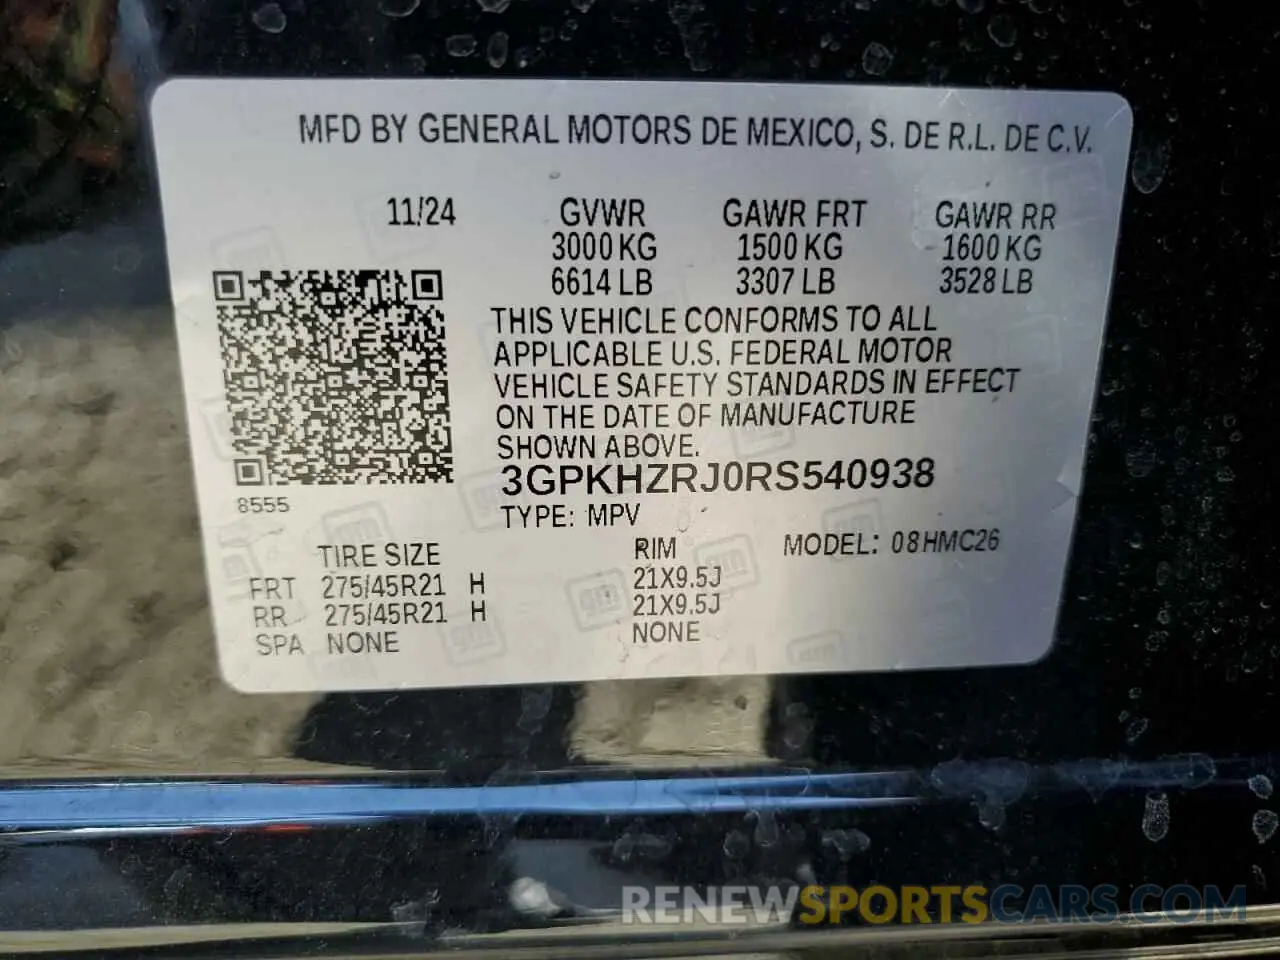 MFD BY GENERAL MOTORS DE MEXICO, S. DE R.L. DE C.V.
11/24 GVWR GAWR FRT GAWR RR
3000 KG 1500 KG 1600 KG
6614 LB 3307 LB 3528 LB
THIS VEHICLE CONFORMS TO ALL
APPLICABLE U.S. FEDERAL MOTOR
VEHICLE SAFETY STANDARDS IN EFFECT
ON THE DATE OF MANUFACTURE
SHOWN ABOVE.
3GPKHZRJ0RS540938
8555
TYPE: MPV
TIRE SIZE RIM MODEL: 08HMC26
FRT 275/45R21 H 21X9.5J
RR 275/45R21 H 21X9.5J
SPA NONE NONE
RENEWSPORTSCARS.COM